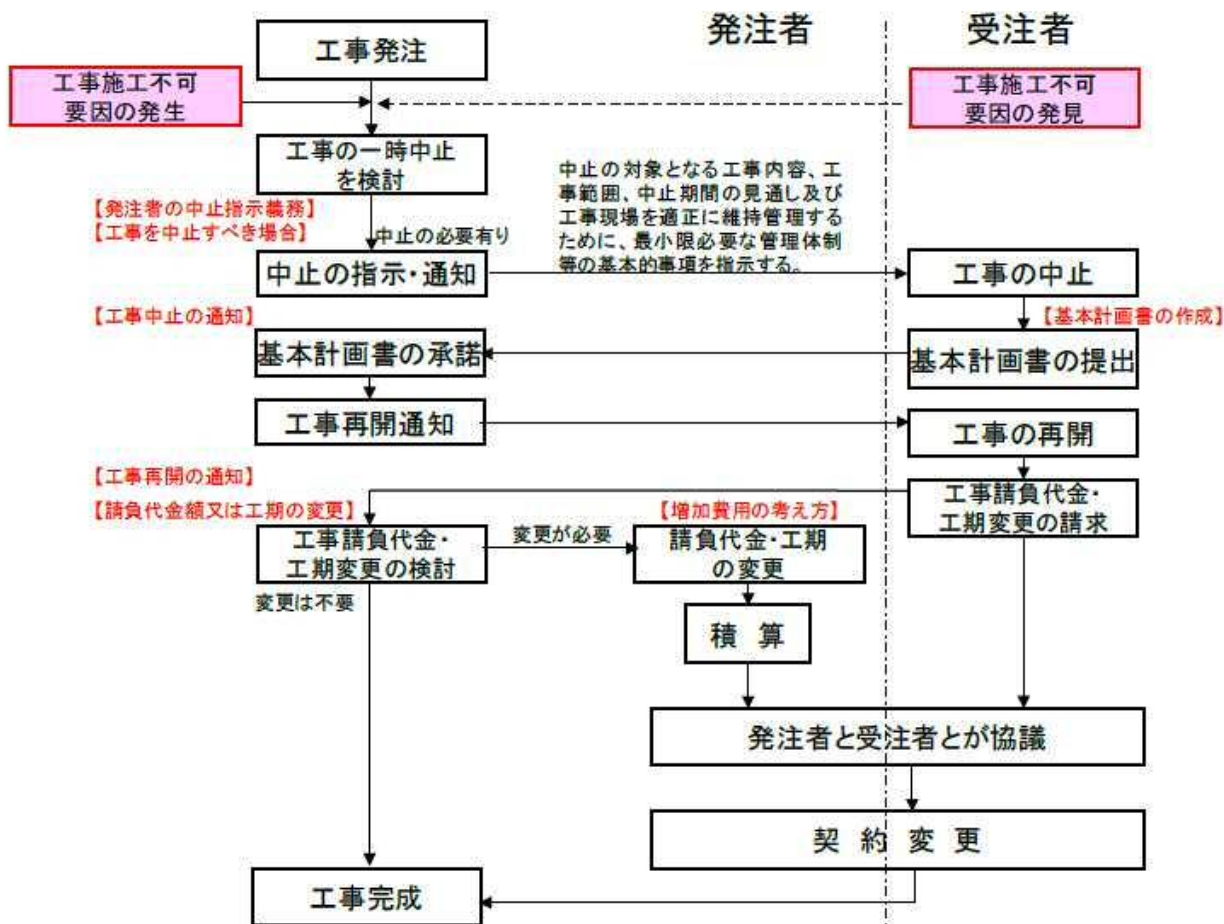 発注者
受注者
工事発注
工事施工不可
要因の発生
工事施工不可
要因の発見
工事の一時中止
を検討
中止の対象となる工事内容、工
事範囲、中止期間の見通し及び
工事現場を適正に維持管理する
ために、最小限必要な管理体制
等の基本的事項を指示する。
【発注者の中止指示義務】
【工事を中止すべき場合】
中止の必要有り
中止の指示・通知
工事の中止
【工事中止の通知】
【基本計画書の作成】
基本計画書の承諾
基本計画書の提出
工事再開通知
工事の再開
【工事再開の通知】
【請負代金額又は工期の変更】
【増加費用の考え方】
工事請負代金・
工期変更の請求
工事請負代金・
工期変更の検討
変更が必要
請負代金・工期
の変更
変更は不要
積 算
発注者と受注者とが協議
契 約 変 更
工事完成